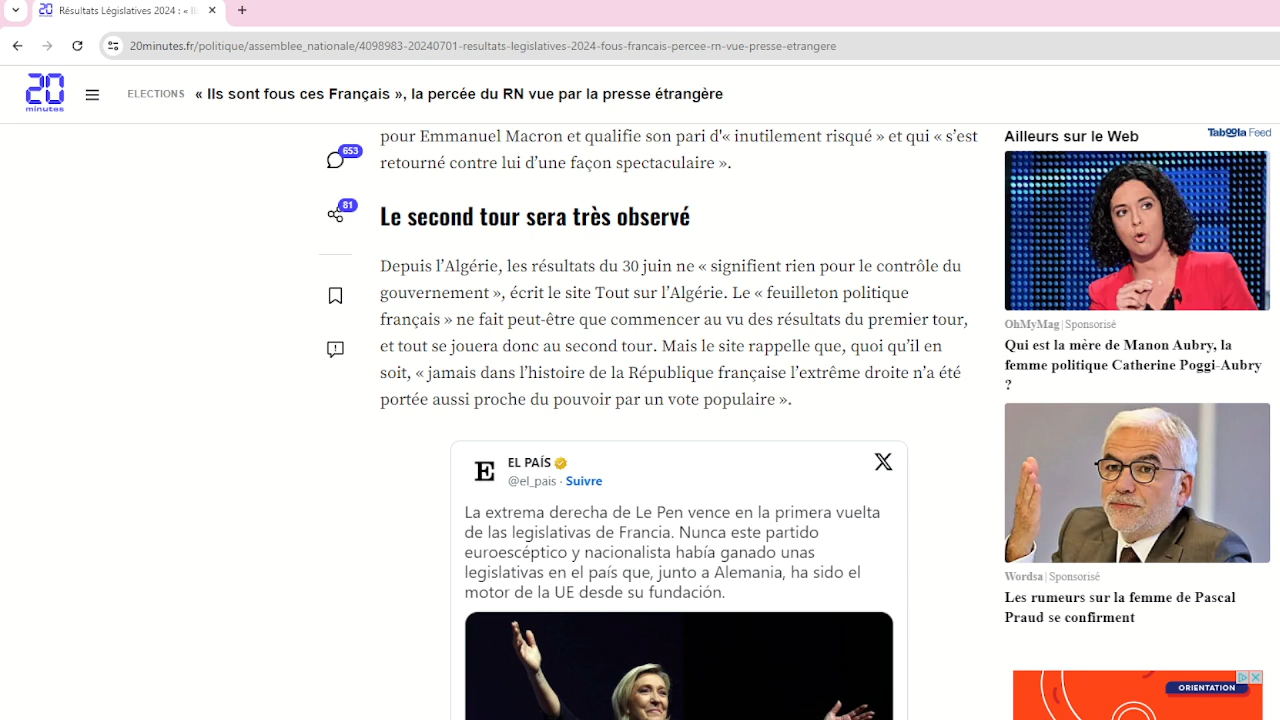 Résultats Législatives 2024 : « Il
20minutes.fr/politique/assemblee_nationale/4098983-20240701-resultats-legislatives-2024-fous-francais-percee-rn-vue-presse-etrangere
20
minutes
ELECTIONS
« Ils sont fous ces Français », la percée du RN vue par la presse étrangère
653
81
pour Emmanuel Macron et qualifie son pari d'« inutilement risqué » et qui « s’est
retourné contre lui d’une façon spectaculaire ».
Le second tour sera très observé
Depuis l’Algérie, les résultats du 30 juin ne « signifient rien pour le contrôle du
gouvernement », écrit le site Tout sur l’Algérie. Le « feuilleton politique
français » ne fait peut-être que commencer au vu des résultats du premier tour,
et tout se jouera donc au second tour. Mais le site rappelle que, quoi qu’il en
soit, « jamais dans l’histoire de la République française l’extrême droite n’a été
portée aussi proche du pouvoir par un vote populaire ».
E
EL PAÍS
@el_pais · Suivre
La extrema derecha de Le Pen vence en la primera vuelta
de las legislativas de Francia. Nunca este partido
euroescéptico y nacionalista había ganado unas
legislativas en el país que, junto a Alemania, ha sido el
motor de la UE desde su fundación.
Ailleurs sur le Web
Taboola Feed
OhMyMag | Sponsorisé
Qui est la mère de Manon Aubry, la
femme politique Catherine Poggi-Aubry
?
Wordsa | Sponsorisé
Les rumeurs sur la femme de Pascal
Praud se confirment
ORIENTATION